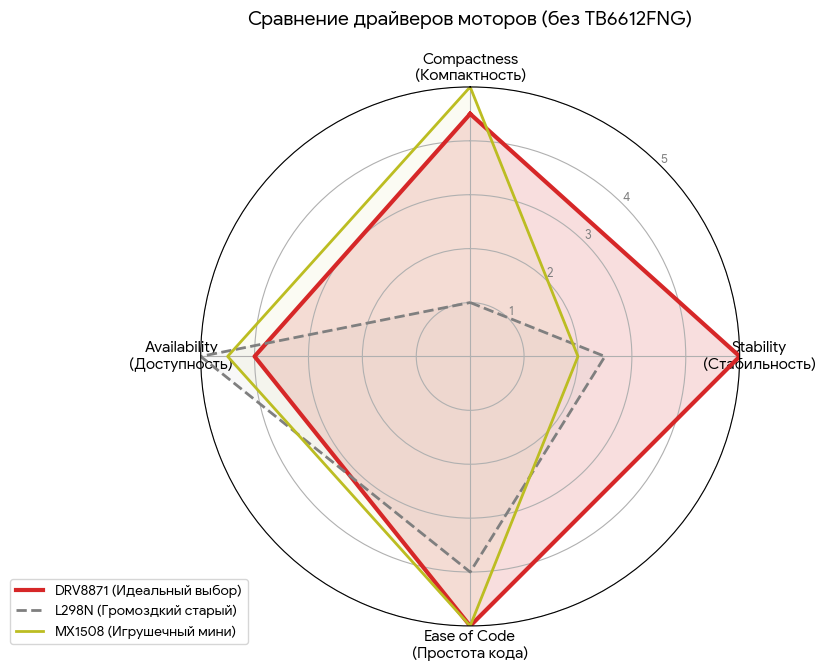 Сравнение драйверов моторов (без TB6612FNG)
Compactness
(Компактность)
5
4
3
2
1
Availability
(Доступность)
Stability
(Стабильность)
DRV8871 (Идеальный выбор)
L298N (Громоздкий старый)
MX1508 (Игрушечный мини)
Ease of Code
(Простота кода)